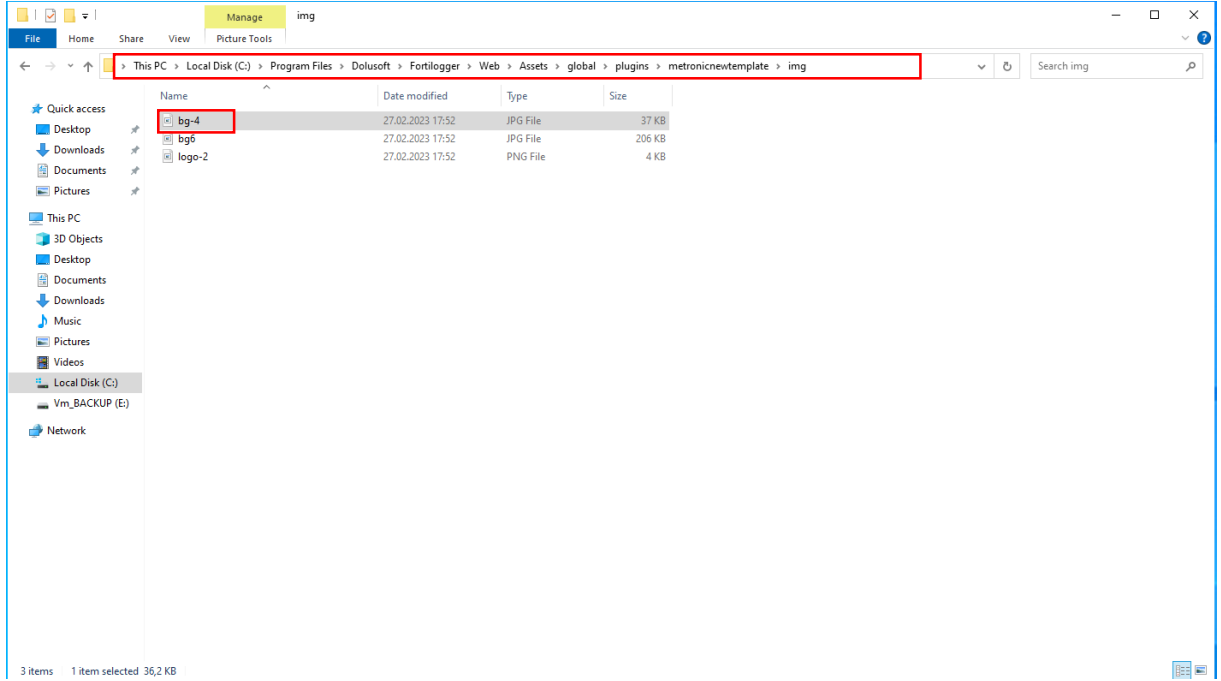 Manage img
File Home Share View Picture Tools
This PC > Local Disk (C:) > Program Files > Dolusoft > Fortilogger > Web > Assets > global > plugins > metronicnewtemplate > img
Search img
Quick access
Desktop
Downloads
Documents
Pictures
This PC
3D Objects
Desktop
Documents
Downloads
Music
Pictures
Videos
Local Disk (C:)
Vm_BACKUP (E:)
Network
Name Date modified Type Size
bg-4 27.02.2023 17:52 JPG File 37 KB
bg6 27.02.2023 17:52 JPG File 206 KB
logo-2 27.02.2023 17:52 PNG File 4 KB
3 items 1 item selected 36,2 KB